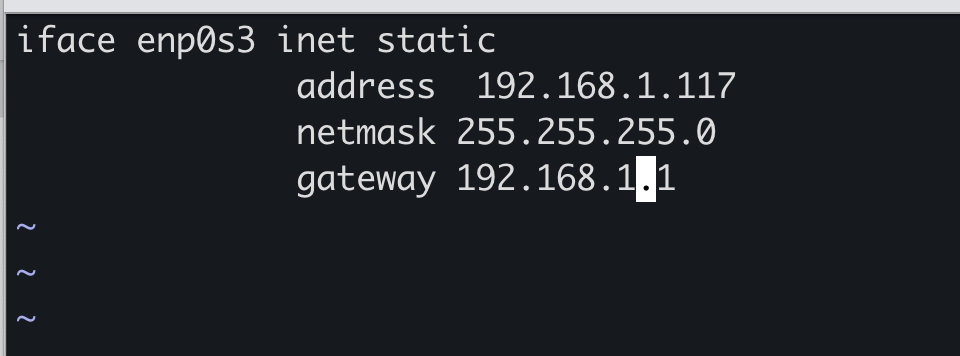 iface enp0s3 inet static
address  192.168.1.117
netmask 255.255.255.0
gateway 192.168.1.1
~
~
~